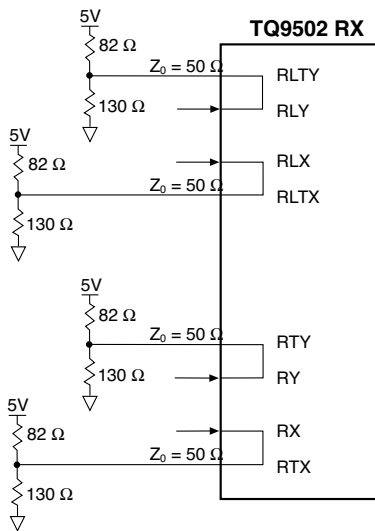 TQ9502 RX
5V
82 Ω
Z0 = 50 Ω
RLTY
130 Ω
RLY
5V
RLX
82 Ω
Z0 = 50 Ω
RLTX
130 Ω
5V
82 Ω
Z0 = 50 Ω
RTY
130 Ω
RY
5V
RX
82 Ω
Z0 = 50 Ω
RTX
130 Ω